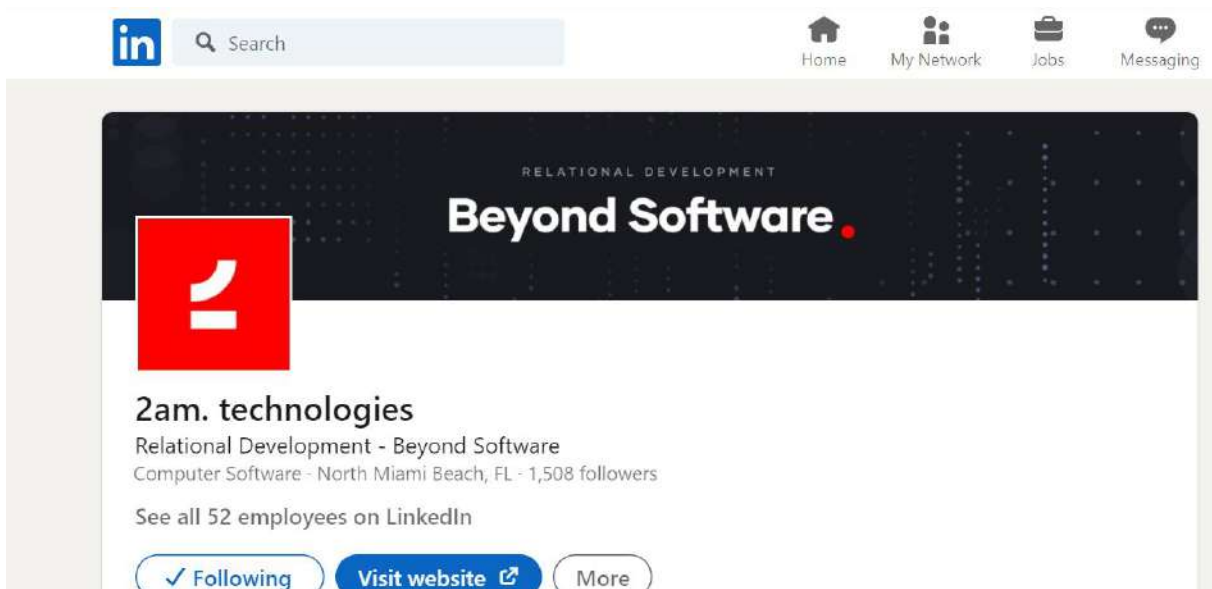 in Search
Home My Network Jobs Messaging
RELATIONAL DEVELOPMENT
Beyond Software.
2am. technologies
Relational Development - Beyond Software
Computer Software · North Miami Beach, FL · 1,508 followers
See all 52 employees on LinkedIn
✓ Following Visit website More